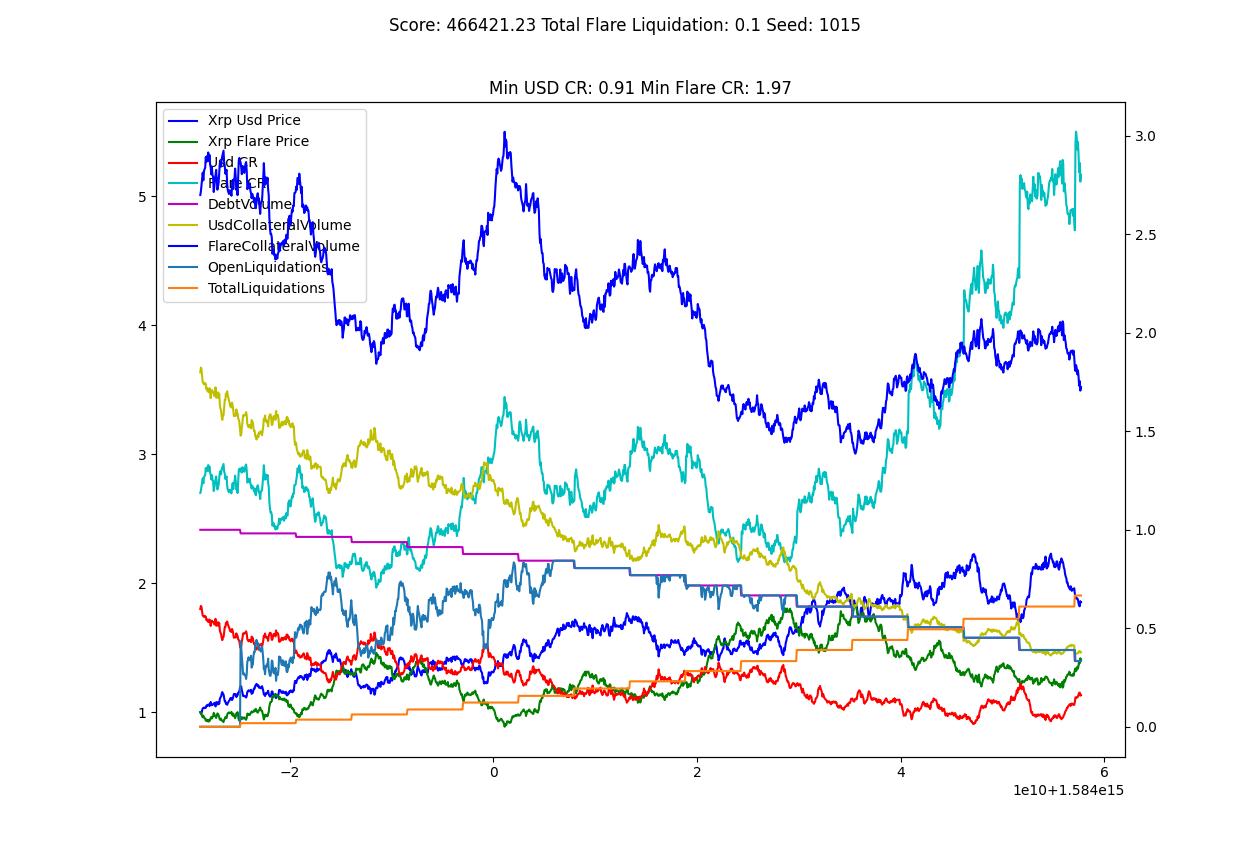 Score: 466421.23 Total Flare Liquidation: 0.1 Seed: 1015
Min USD CR: 0.91 Min Flare CR: 1.97
Xrp Usd Price
Xrp Flare Price
Usd CR
Flare CR
DebtVolume
UsdCollateralVolume
FlareCollateralVolume
OpenLiquidations
TotalLiquidations
5
4
3
2
1
3.0
2.5
2.0
1.5
1.0
0.5
0.0
−2
0
2
4
6
1e10+1.584e15